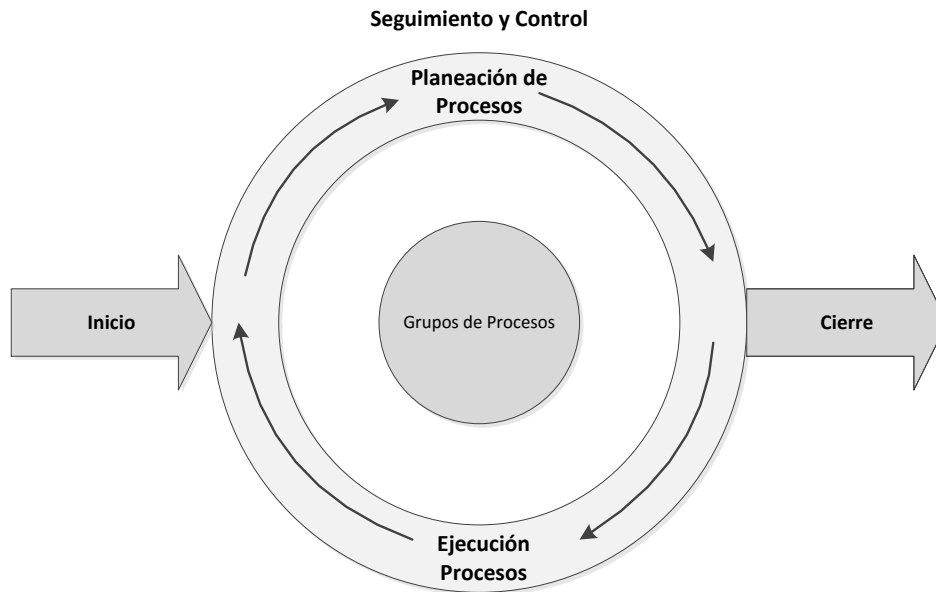 Seguimiento y Control
Planeación de
Procesos
Inicio
Grupos de Procesos
Cierre
Ejecución
Procesos